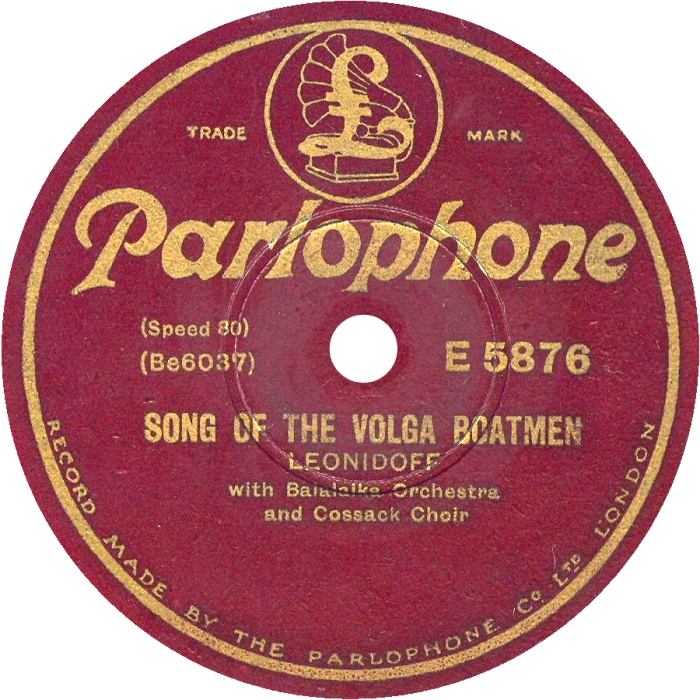 £
TRADE MARK
Parlophone
(Speed 80)
(Be6037)
E 5876
SONG OF THE VOLGA BOATMEN
LEONIDOFF
with Balalaika Orchestra
and Cossack Choir
RECORD MADE BY THE PARLOPHONE CO LTD LONDON